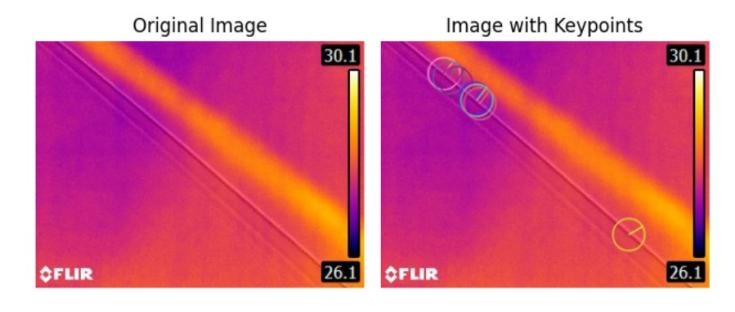 Original Image
Image with Keypoints
30.1
30.1
FLIR
26.1
FLIR
26.1